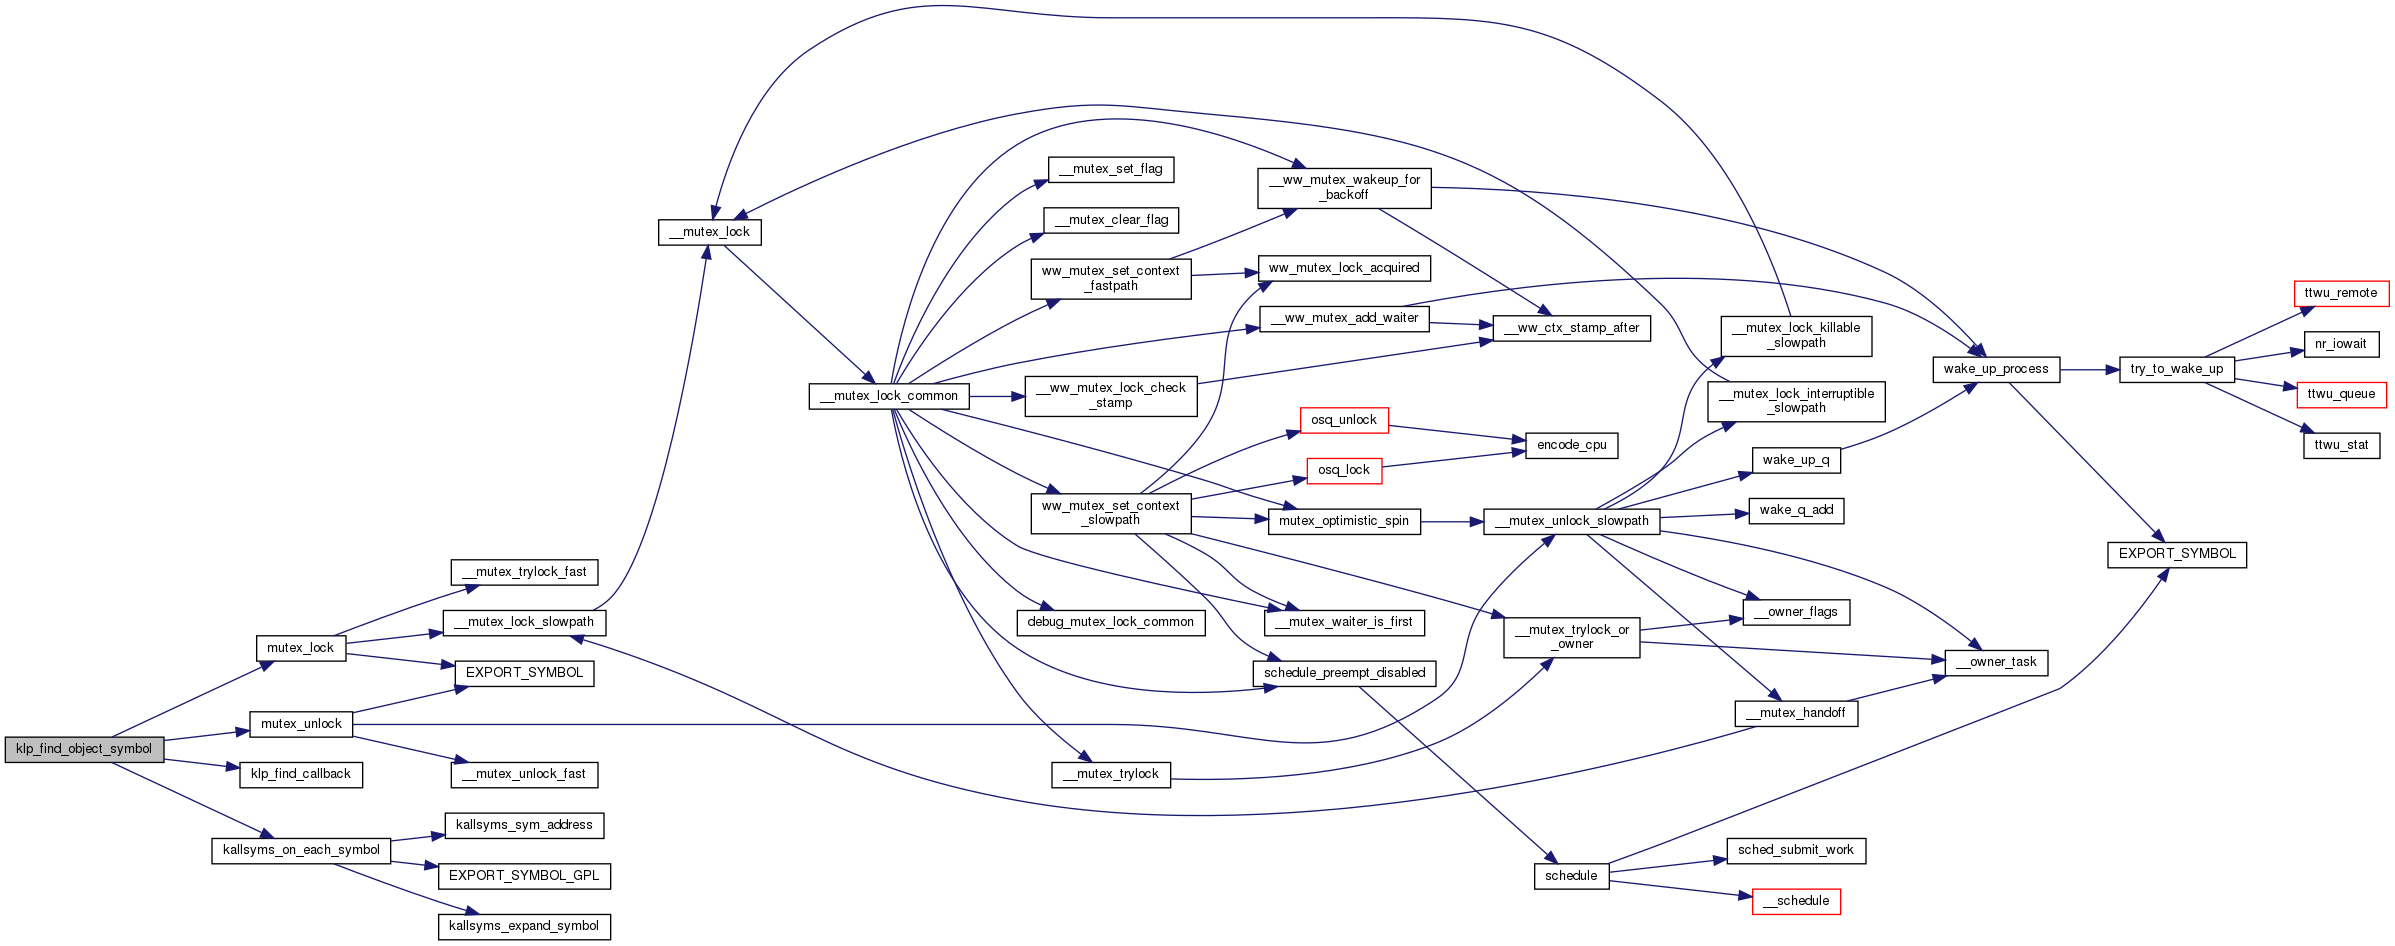 klp_find_object_symbol
mutex_lock
mutex_unlock
klp_find_callback
kallsyms_on_each_symbol
__mutex_trylock_fast
__mutex_lock_slowpath
EXPORT_SYMBOL
__mutex_unlock_fast
kallsyms_sym_address
EXPORT_SYMBOL_GPL
kallsyms_expand_symbol
__mutex_lock
__mutex_lock_common
__mutex_set_flag
__mutex_clear_flag
ww_mutex_set_context
_fastpath
__ww_mutex_lock_check
_stamp
ww_mutex_set_context
_slowpath
debug_mutex_lock_common
__mutex_trylock
__ww_mutex_wakeup_for
_backoff
ww_mutex_lock_acquired
__ww_mutex_add_waiter
osq_unlock
osq_lock
mutex_optimistic_spin
__mutex_waiter_is_first
schedule_preempt_disabled
__ww_ctx_stamp_after
encode_cpu
__mutex_unlock_slowpath
__mutex_trylock_or
_owner
schedule
__mutex_lock_killable
_slowpath
__mutex_lock_interruptible
_slowpath
wake_up_q
wake_q_add
__owner_flags
__mutex_handoff
sched_submit_work
__schedule
wake_up_process
__owner_task
try_to_wake_up
EXPORT_SYMBOL
ttwu_remote
nr_iowait
ttwu_queue
ttwu_stat